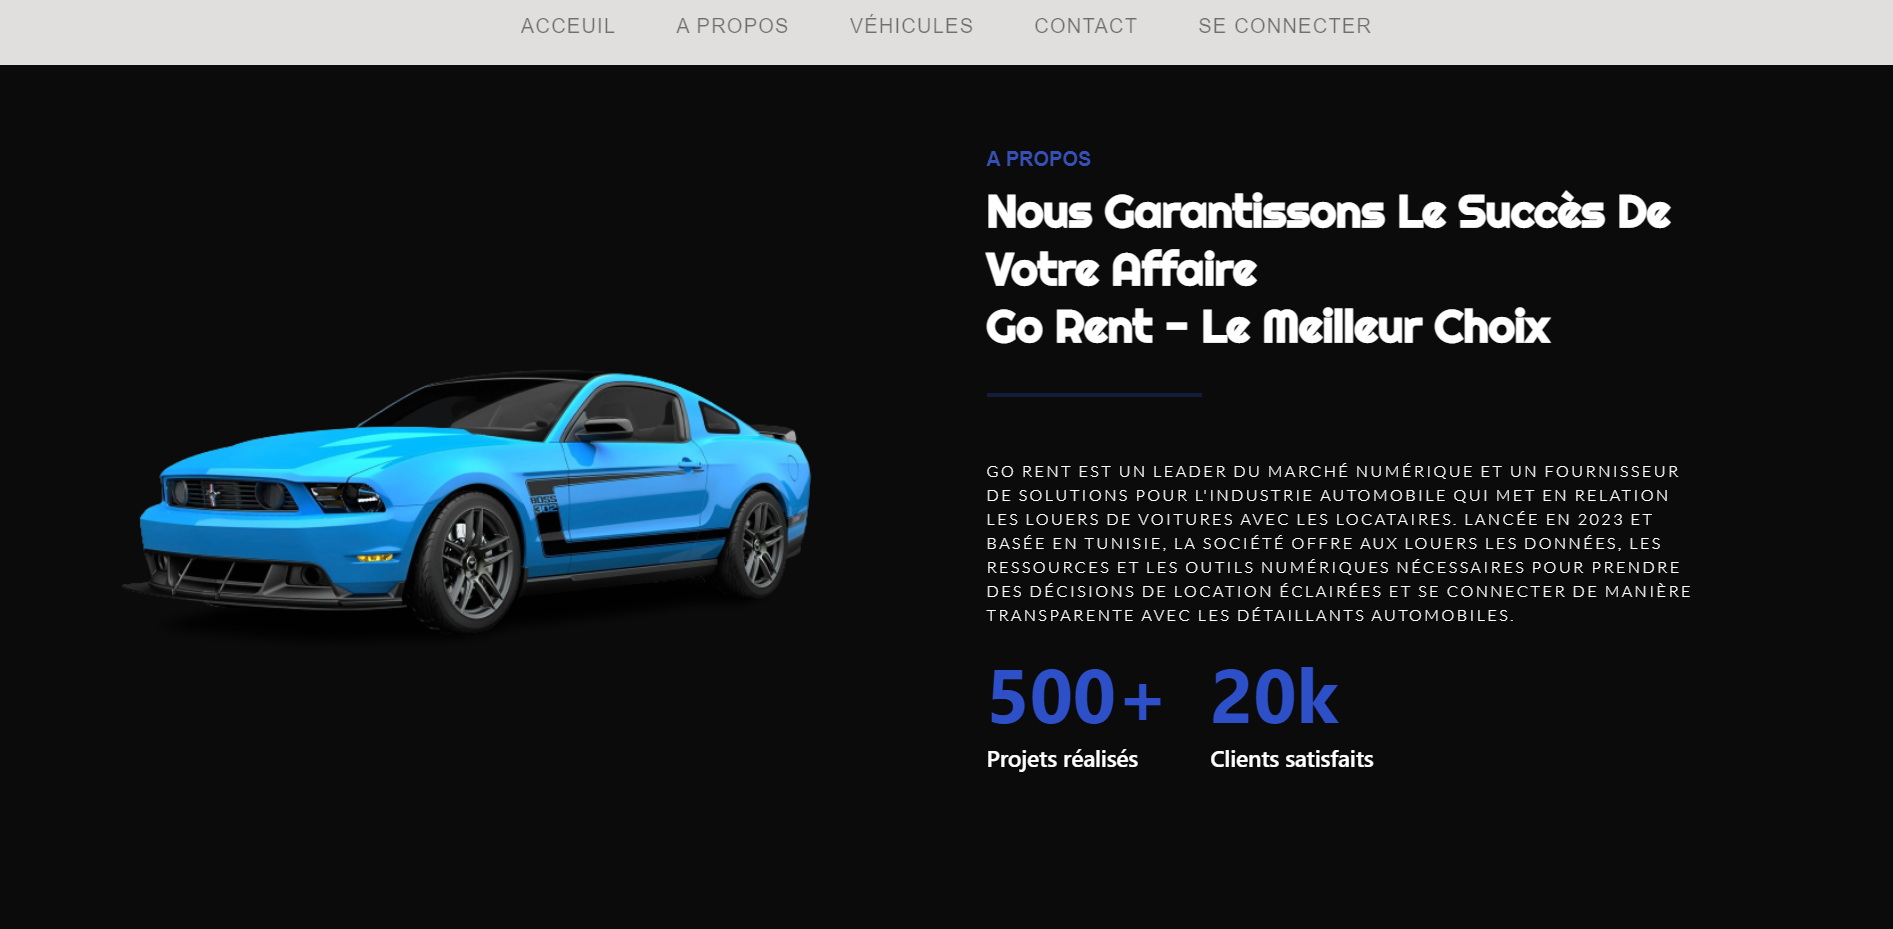 ACCEUIL A PROPOS VÉHICULES CONTACT SE CONNECTER
A PROPOS
Nous Garantissons Le Succès De
Votre Affaire
Go Rent - Le Meilleur Choix
GO RENT EST UN LEADER DU MARCHÉ NUMÉRIQUE ET UN FOURNISSEUR
DE SOLUTIONS POUR L'INDUSTRIE AUTOMOBILE QUI MET EN RELATION
LES LOUERS DE VOITURES AVEC LES LOCATAIRES. LANCÉE EN 2023 ET
BASÉE EN TUNISIE, LA SOCIÉTÉ OFFRE AUX LOUERS LES DONNÉES, LES
RESSOURCES ET LES OUTILS NUMÉRIQUES NÉCESSAIRES POUR PRENDRE
DES DÉCISIONS DE LOCATION ÉCLAIRÉES ET SE CONNECTER DE MANIÈRE
TRANSPARENTE AVEC LES DÉTAILLANTS AUTOMOBILES.
500+ 20k
Projets réalisés Clients satisfaits
BOSS
302